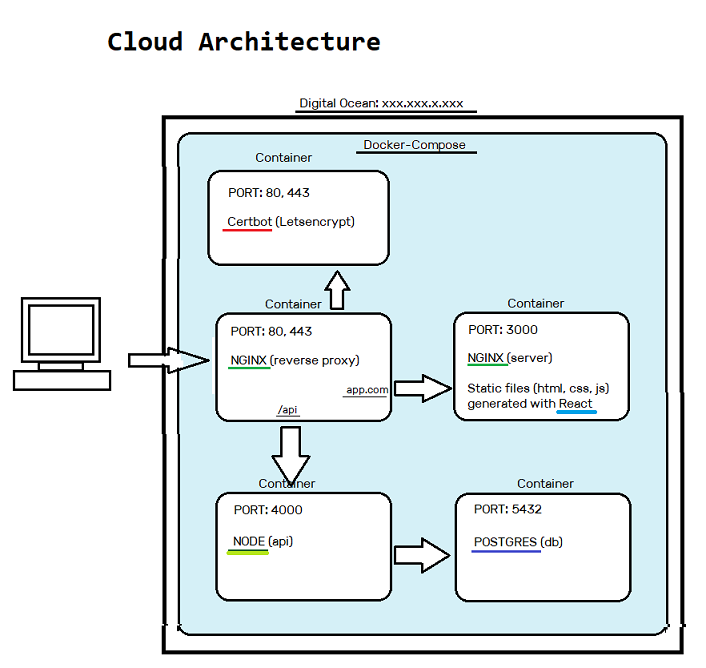 Cloud Architecture
Digital Ocean: xxx.xxx.x.xxx
Docker-Compose
Container
PORT: 80, 443
Certbot (Letsencrypt)
Container
PORT: 80, 443
NGINX (reverse proxy)
app.com
/api
Container
PORT: 3000
NGINX (server)
Static files (html, css, js)
generated with React
Container
PORT: 4000
NODE (api)
Container
PORT: 5432
POSTGRES (db)